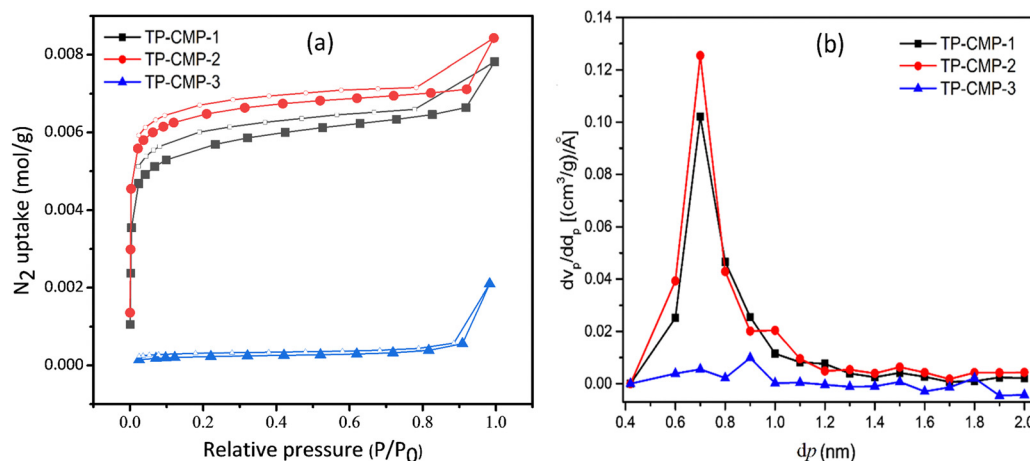 (a)
TP-CMP-1
TP-CMP-2
TP-CMP-3
N2 uptake (mol/g)
0.008
0.006
0.004
0.002
0.000
0.0 0.2 0.4 0.6 0.8 1.0
Relative pressure (P/P0)
(b)
TP-CMP-1
TP-CMP-2
TP-CMP-3
dvp/ddp [(cm³/g)/Å]
0.14
0.12
0.10
0.08
0.06
0.04
0.02
0.00
0.4 0.6 0.8 1.0 1.2 1.4 1.6 1.8 2.0
dp (nm)